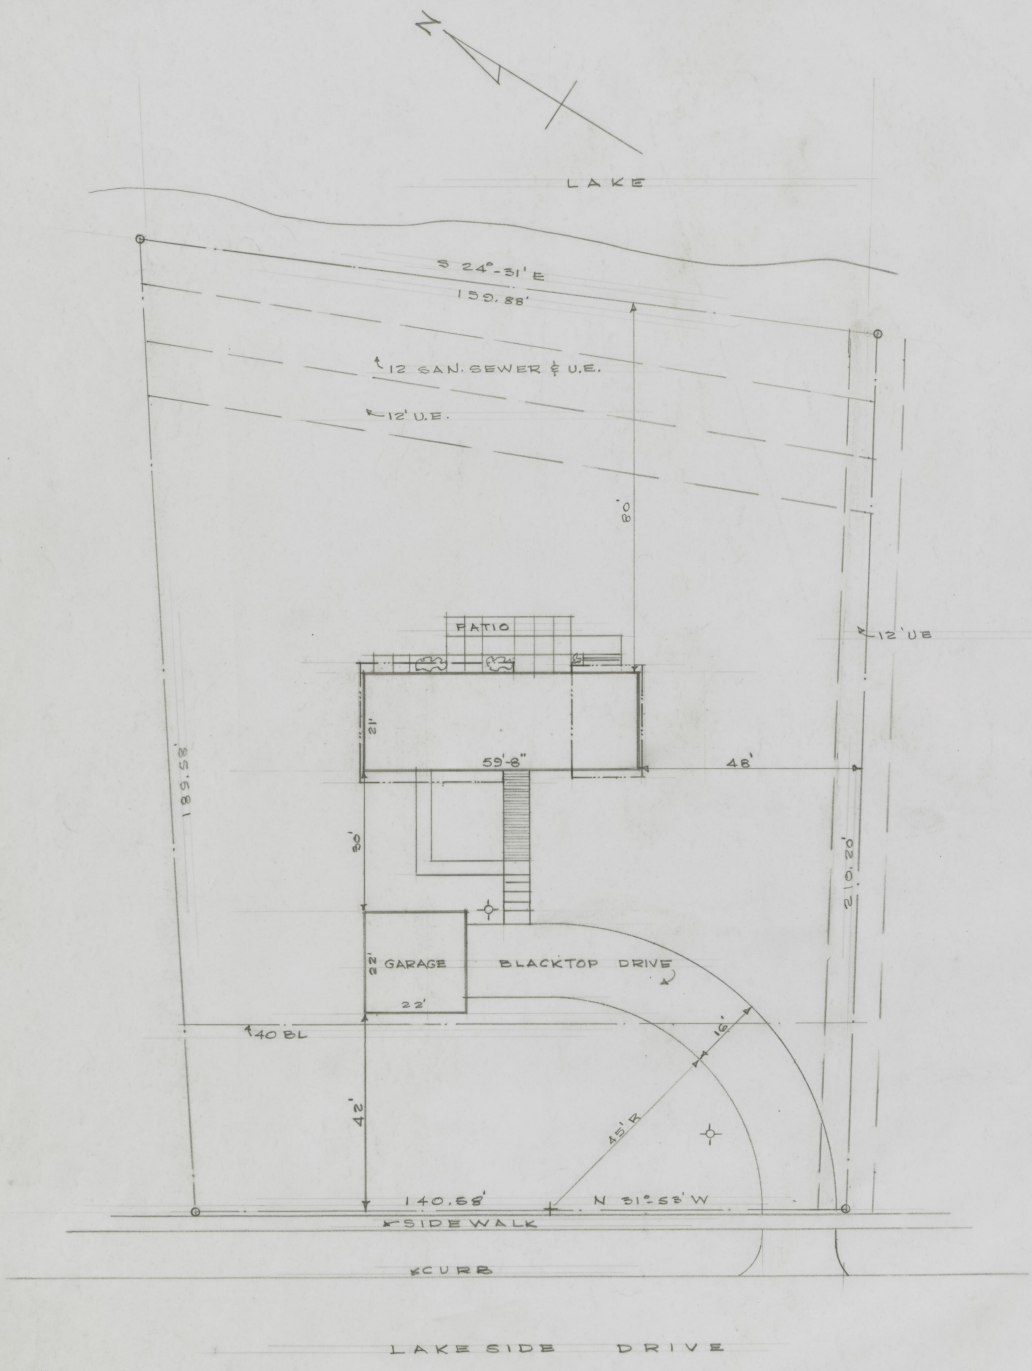 N
LAKE
S 24°-31' E
159.88'
12 SAN. SEWER & U.E.
12' U.E.
80'
PATIO
12' UE
21'
59'-8"
48'
189.58'
30'
210.20'
22'
GARAGE
BLACKTOP DRIVE
22'
40 BL
16'
42'
45' R
140.68'
N 31°-53' W
SIDEWALK
CURB
LAKE SIDE DRIVE